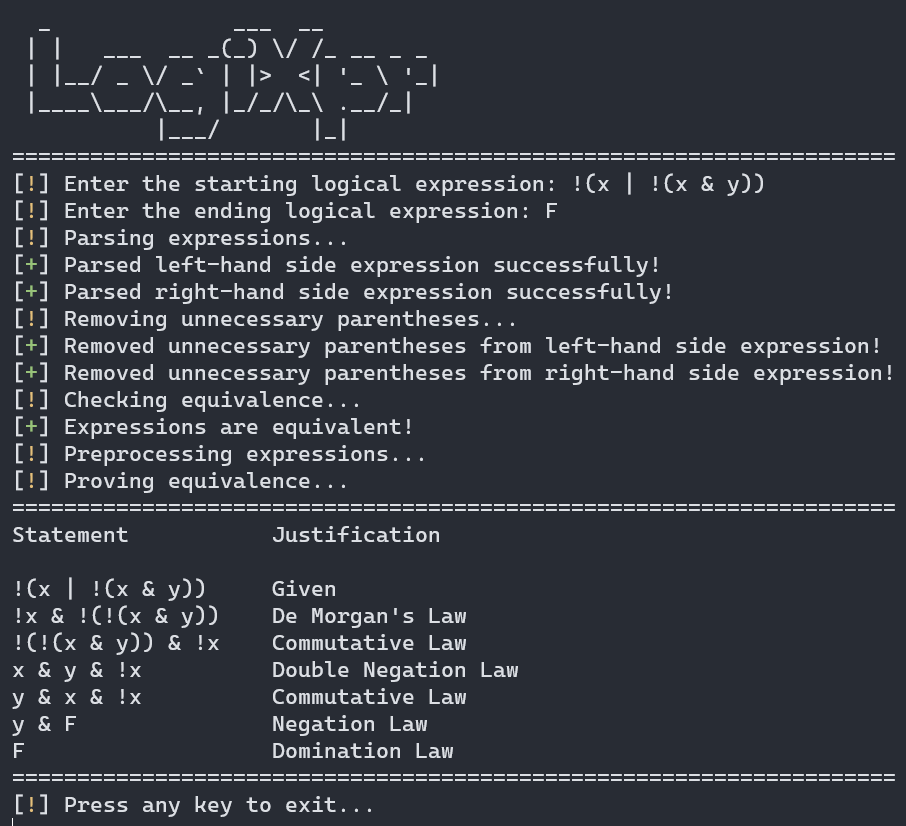 _              ___  __
 | |   ___  __ _(_) \/ /_ __ _ _
 | |__/ _ \/ _` | |>  <| '_ \ '_|
 |____\___/\__, |_/_/\_\ .__/_|
           |___/       |_|
====================================================================
[!] Enter the starting logical expression: !(x | !(x & y))
[!] Enter the ending logical expression: F
[!] Parsing expressions...
[+] Parsed left-hand side expression successfully!
[+] Parsed right-hand side expression successfully!
[!] Removing unnecessary parentheses...
[+] Removed unnecessary parentheses from left-hand side expression!
[+] Removed unnecessary parentheses from right-hand side expression!
[!] Checking equivalence...
[+] Expressions are equivalent!
[!] Preprocessing expressions...
[!] Proving equivalence...
====================================================================
Statement           Justification

!(x | !(x & y))     Given
!x & !(!(x & y))    De Morgan's Law
!(!(x & y)) & !x    Commutative Law
x & y & !x          Double Negation Law
y & x & !x          Commutative Law
y & F               Negation Law
F                   Domination Law
====================================================================
[!] Press any key to exit...